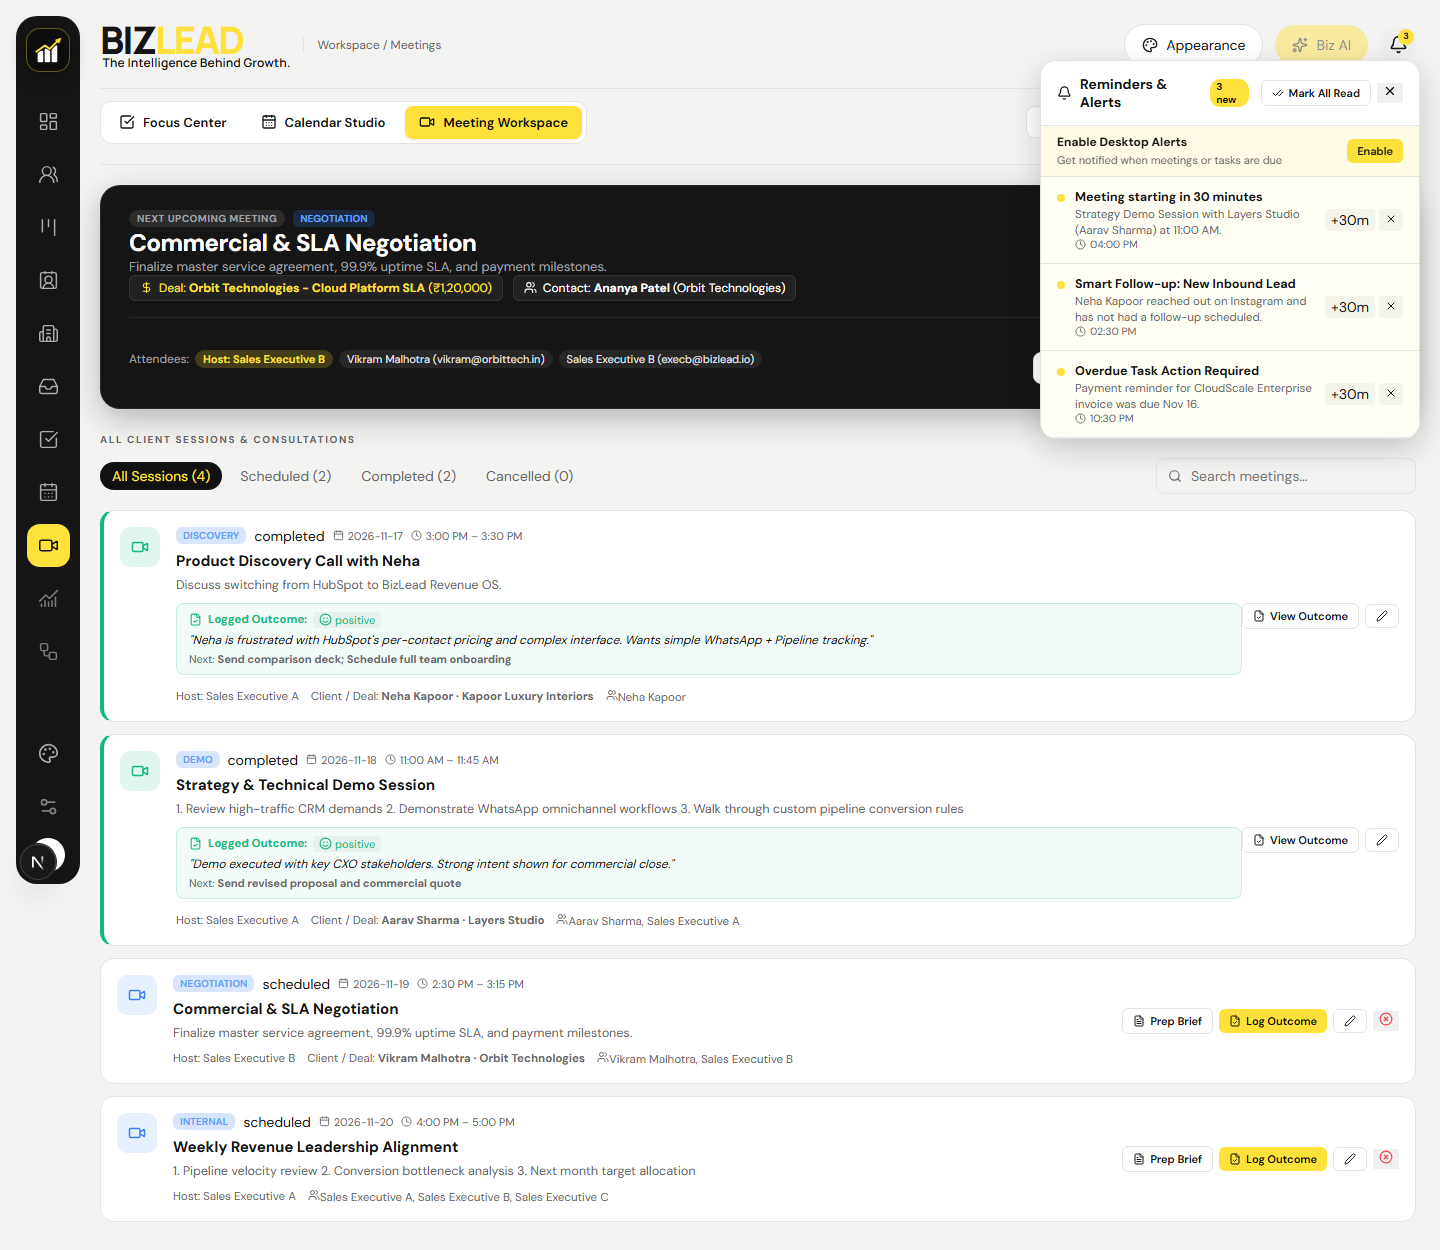 BIZLEAD
The Intelligence Behind Growth.
Workspace / Meetings
Appearance
Biz AI
3
Focus Center
Calendar Studio
Meeting Workspace
Reminders & Alerts
3 new
Mark All Read
Enable Desktop Alerts
Get notified when meetings or tasks are due
Enable
Meeting starting in 30 minutes
Strategy Demo Session with Layers Studio
(Aarav Sharma) at 11:00 AM.
04:00 PM
+30m
Smart Follow-up: New Inbound Lead
Neha Kapoor reached out on Instagram and
has not had a follow-up scheduled.
02:30 PM
+30m
Overdue Task Action Required
Payment reminder for CloudScale Enterprise
invoice was due Nov 16.
10:30 PM
+30m
NEXT UPCOMING MEETING
NEGOTIATION
Commercial & SLA Negotiation
Finalize master service agreement, 99.9% uptime SLA, and payment milestones.
Deal: Orbit Technologies - Cloud Platform SLA (₹1,20,000)
Contact: Ananya Patel (Orbit Technologies)
Attendees:
Host: Sales Executive B
Vikram Malhotra (vikram@orbittech.in)
Sales Executive B (execb@bizlead.io)
ALL CLIENT SESSIONS & CONSULTATIONS
All Sessions (4)
Scheduled (2)
Completed (2)
Cancelled (0)
Search meetings...
DISCOVERY completed 2026-11-17 3:00 PM – 3:30 PM
Product Discovery Call with Neha
Discuss switching from HubSpot to BizLead Revenue OS.
Logged Outcome: positive
"Neha is frustrated with HubSpot's per-contact pricing and complex interface. Wants simple WhatsApp + Pipeline tracking."
Next: Send comparison deck; Schedule full team onboarding
View Outcome
Host: Sales Executive A Client / Deal: Neha Kapoor · Kapoor Luxury Interiors Neha Kapoor
DEMO completed 2026-11-18 11:00 AM – 11:45 AM
Strategy & Technical Demo Session
1. Review high-traffic CRM demands 2. Demonstrate WhatsApp omnichannel workflows 3. Walk through custom pipeline conversion rules
Logged Outcome: positive
"Demo executed with key CXO stakeholders. Strong intent shown for commercial close."
Next: Send revised proposal and commercial quote
View Outcome
Host: Sales Executive A Client / Deal: Aarav Sharma · Layers Studio Aarav Sharma, Sales Executive A
NEGOTIATION scheduled 2026-11-19 2:30 PM – 3:15 PM
Commercial & SLA Negotiation
Finalize master service agreement, 99.9% uptime SLA, and payment milestones.
Host: Sales Executive B Client / Deal: Vikram Malhotra · Orbit Technologies Vikram Malhotra, Sales Executive B
Prep Brief
Log Outcome
INTERNAL scheduled 2026-11-20 4:00 PM – 5:00 PM
Weekly Revenue Leadership Alignment
1. Pipeline velocity review 2. Conversion bottleneck analysis 3. Next month target allocation
Host: Sales Executive A Sales Executive A, Sales Executive B, Sales Executive C
Prep Brief
Log Outcome
N